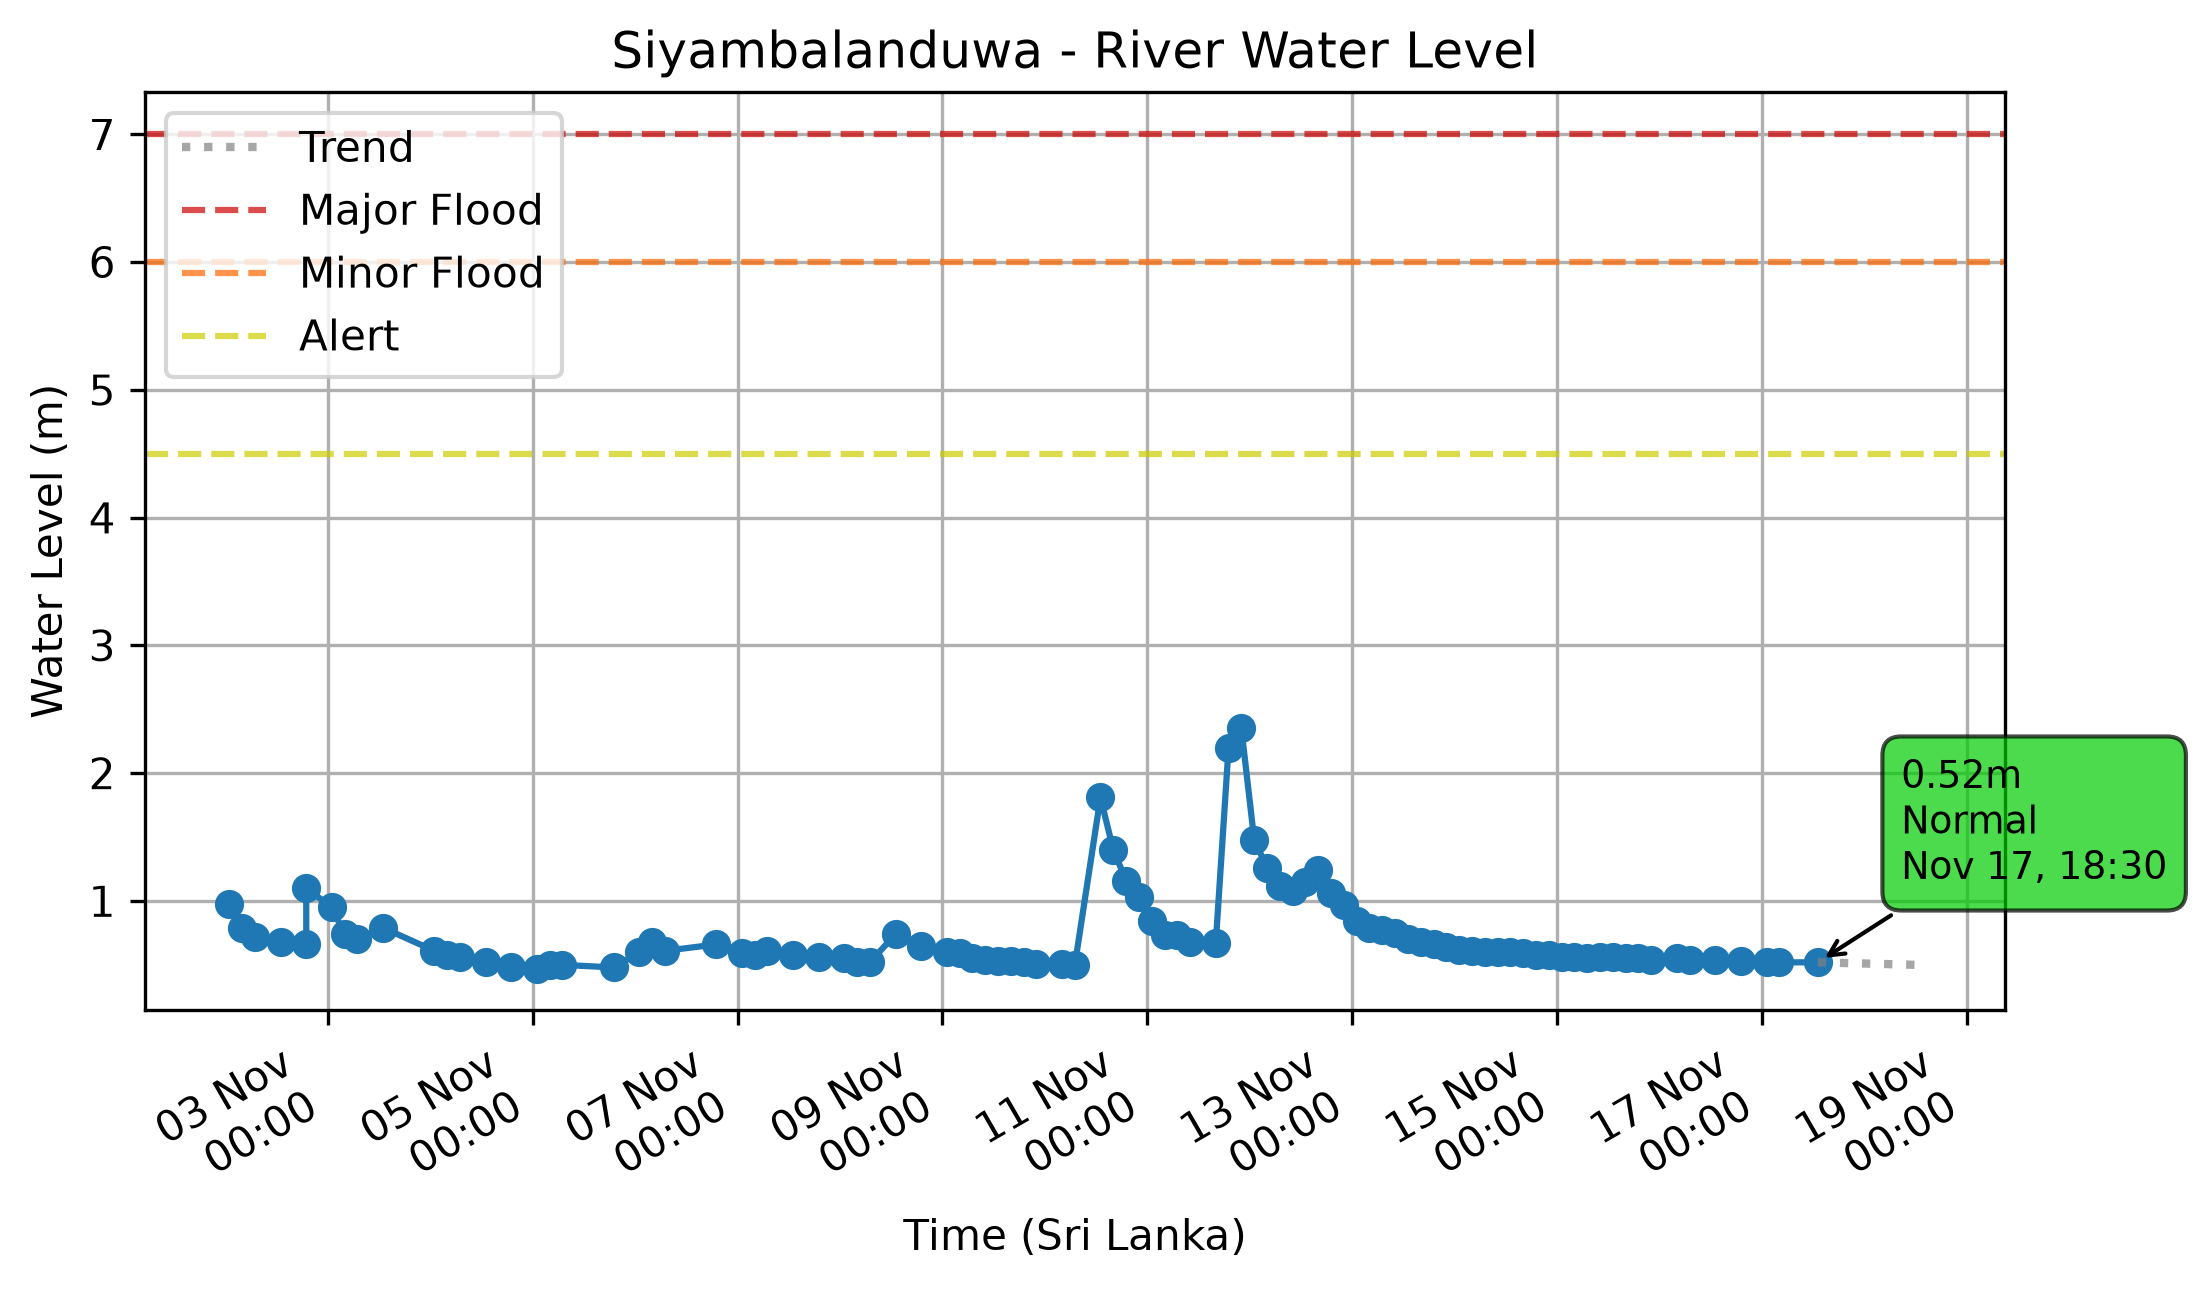 Siyambalanduwa - River Water Level
Trend
Major Flood
Minor Flood
Alert
Water Level (m)
7
6
5
4
3
2
1
0.52m
Normal
Nov 17, 18:30
03 Nov
00:00
05 Nov
00:00
07 Nov
00:00
09 Nov
00:00
11 Nov
00:00
13 Nov
00:00
15 Nov
00:00
17 Nov
00:00
19 Nov
00:00
Time (Sri Lanka)